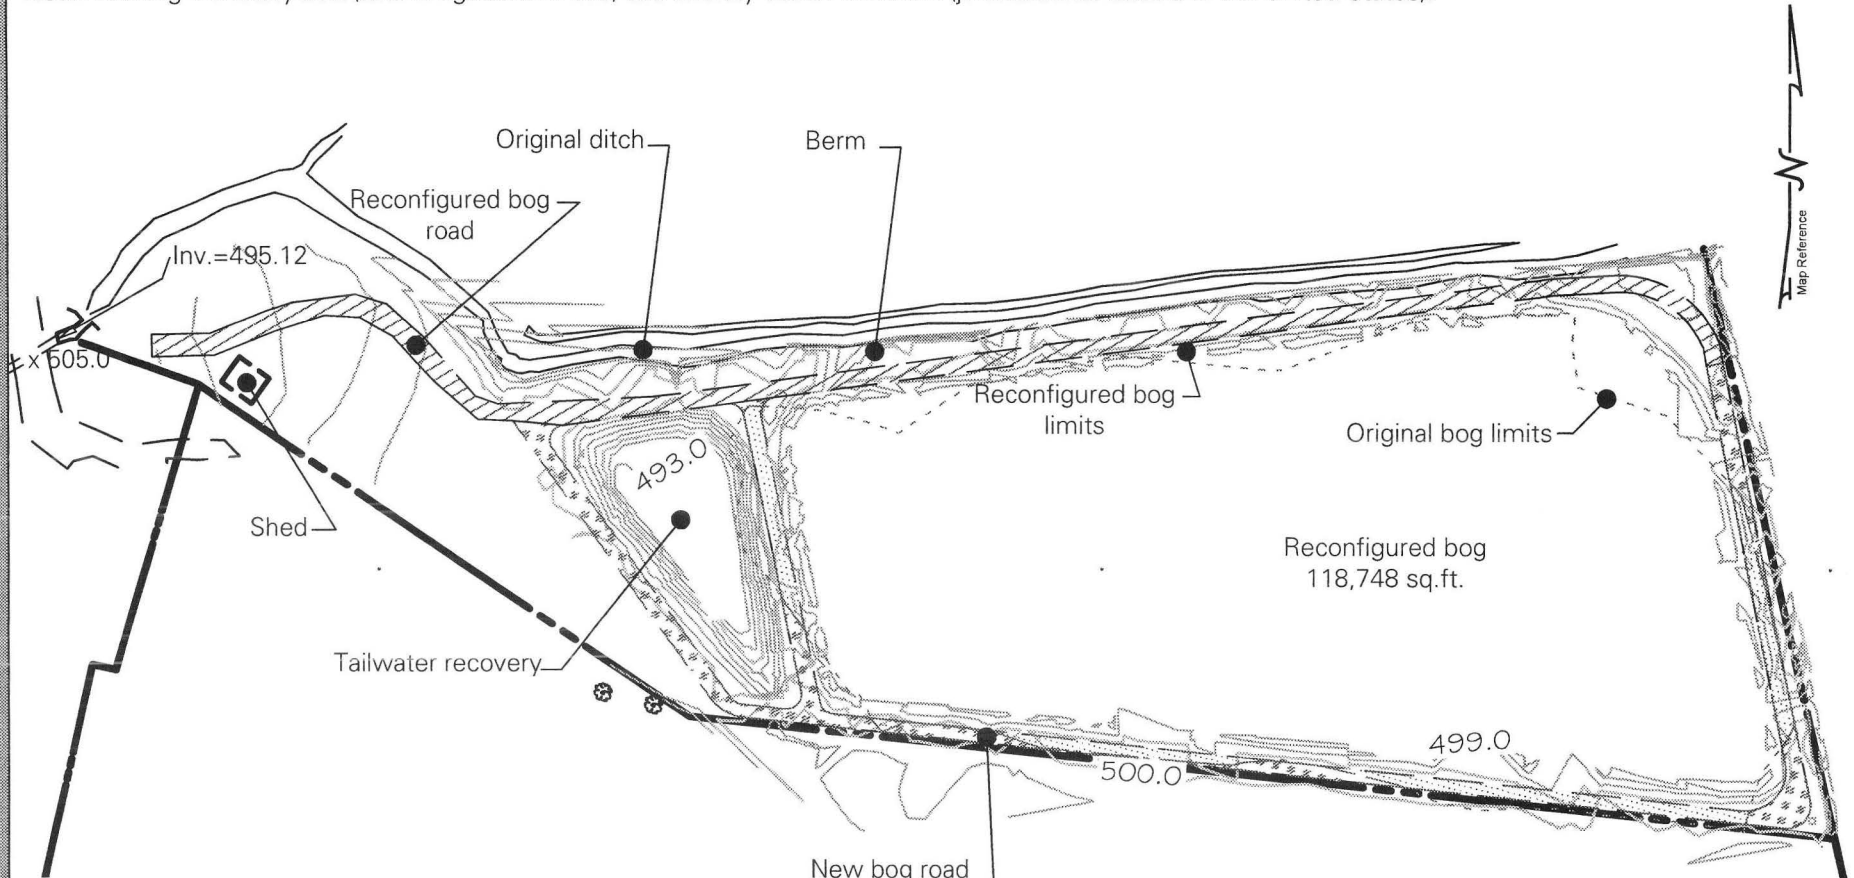 Original ditch
Berm
Reconfigured bog
road
Inv.=495.12
Map Reference
N
x 505.0
Reconfigured bog
limits
Original bog limits
493.0
Shed
Reconfigured bog
118,748 sq.ft.
Tailwater recovery
499.0
500.0
New bog road